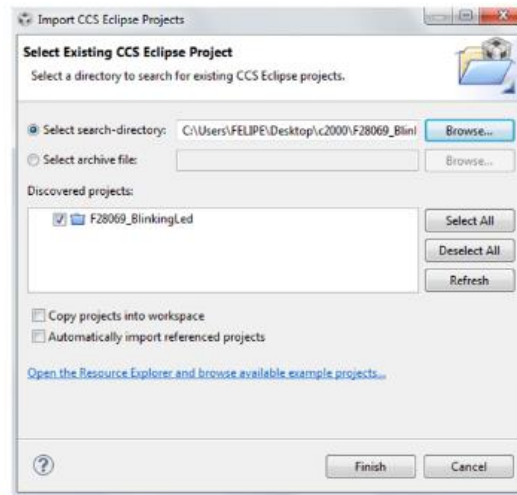 Import CCS Eclipse Projects
Select Existing CCS Eclipse Project
Select a directory to search for existing CCS Eclipse projects.
Select search-directory: C:\Users\FELIPE\Desktop\c2000\F28069_Blinl Browse...
Select archive file: Browse...
Discovered projects:
F28069_BlinkingLed
Select All
Deselect All
Refresh
Copy projects into workspace
Automatically import referenced projects
Open the Resource Explorer and browse available example projects...
? Finish Cancel